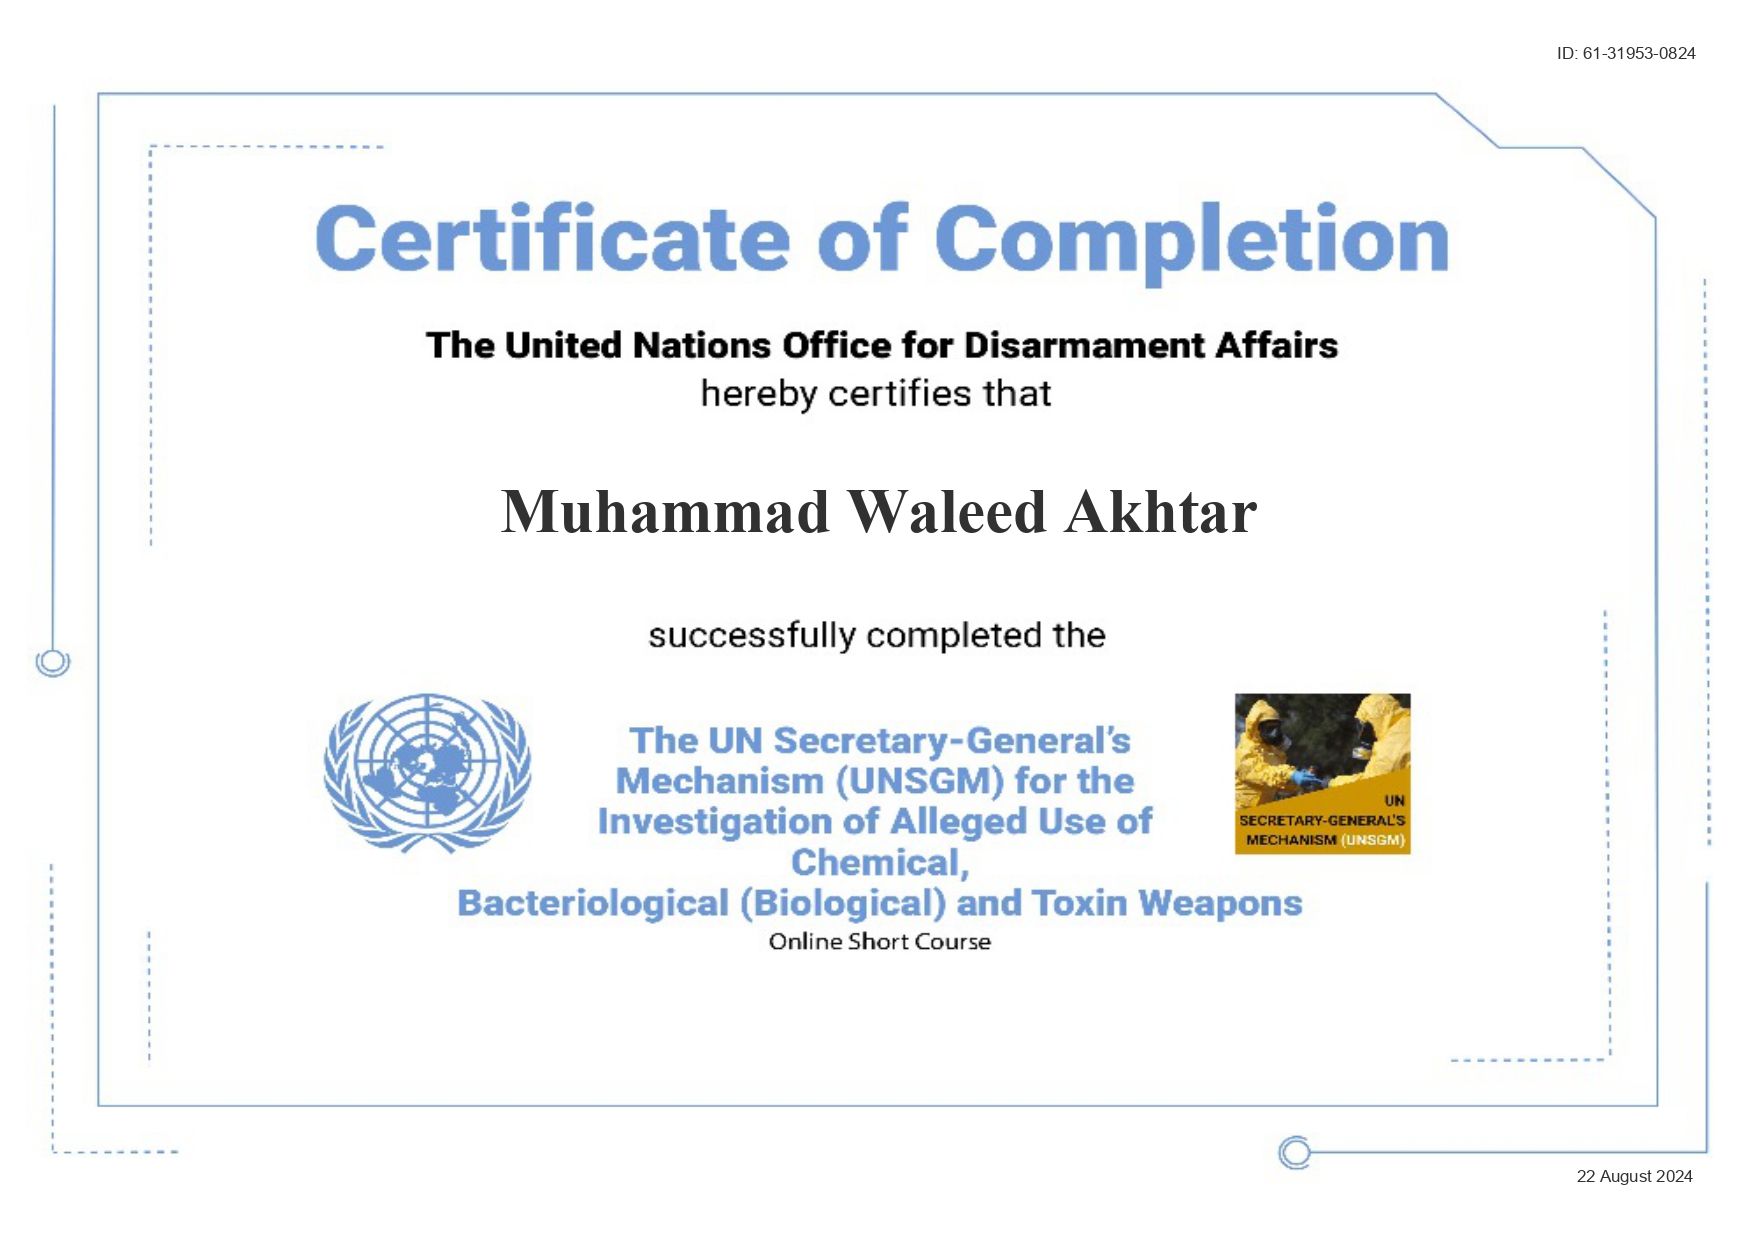 ID: 61-31953-0824
Certificate of Completion
The United Nations Office for Disarmament Affairs
hereby certifies that
Muhammad Waleed Akhtar
successfully completed the
The UN Secretary-General’s
Mechanism (UNSGM) for the
Investigation of Alleged Use of
Chemical,
Bacteriological (Biological) and Toxin Weapons
Online Short Course
UN
SECRETARY-GENERAL'S
MECHANISM (UNSGM)
22 August 2024